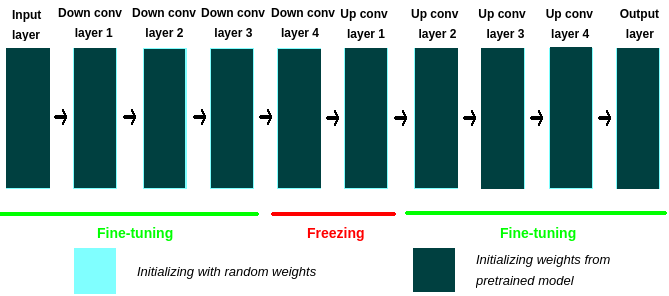 Input
layer
Down conv
layer 1
Down conv
layer 2
Down conv
layer 3
Down conv
layer 4
Up conv
layer 1
Up conv
layer 2
Up conv
layer 3
Up conv
layer 4
Output
layer
Fine-tuning
Freezing
Fine-tuning
Initializing with random weights
Initializing weights from
pretrained model